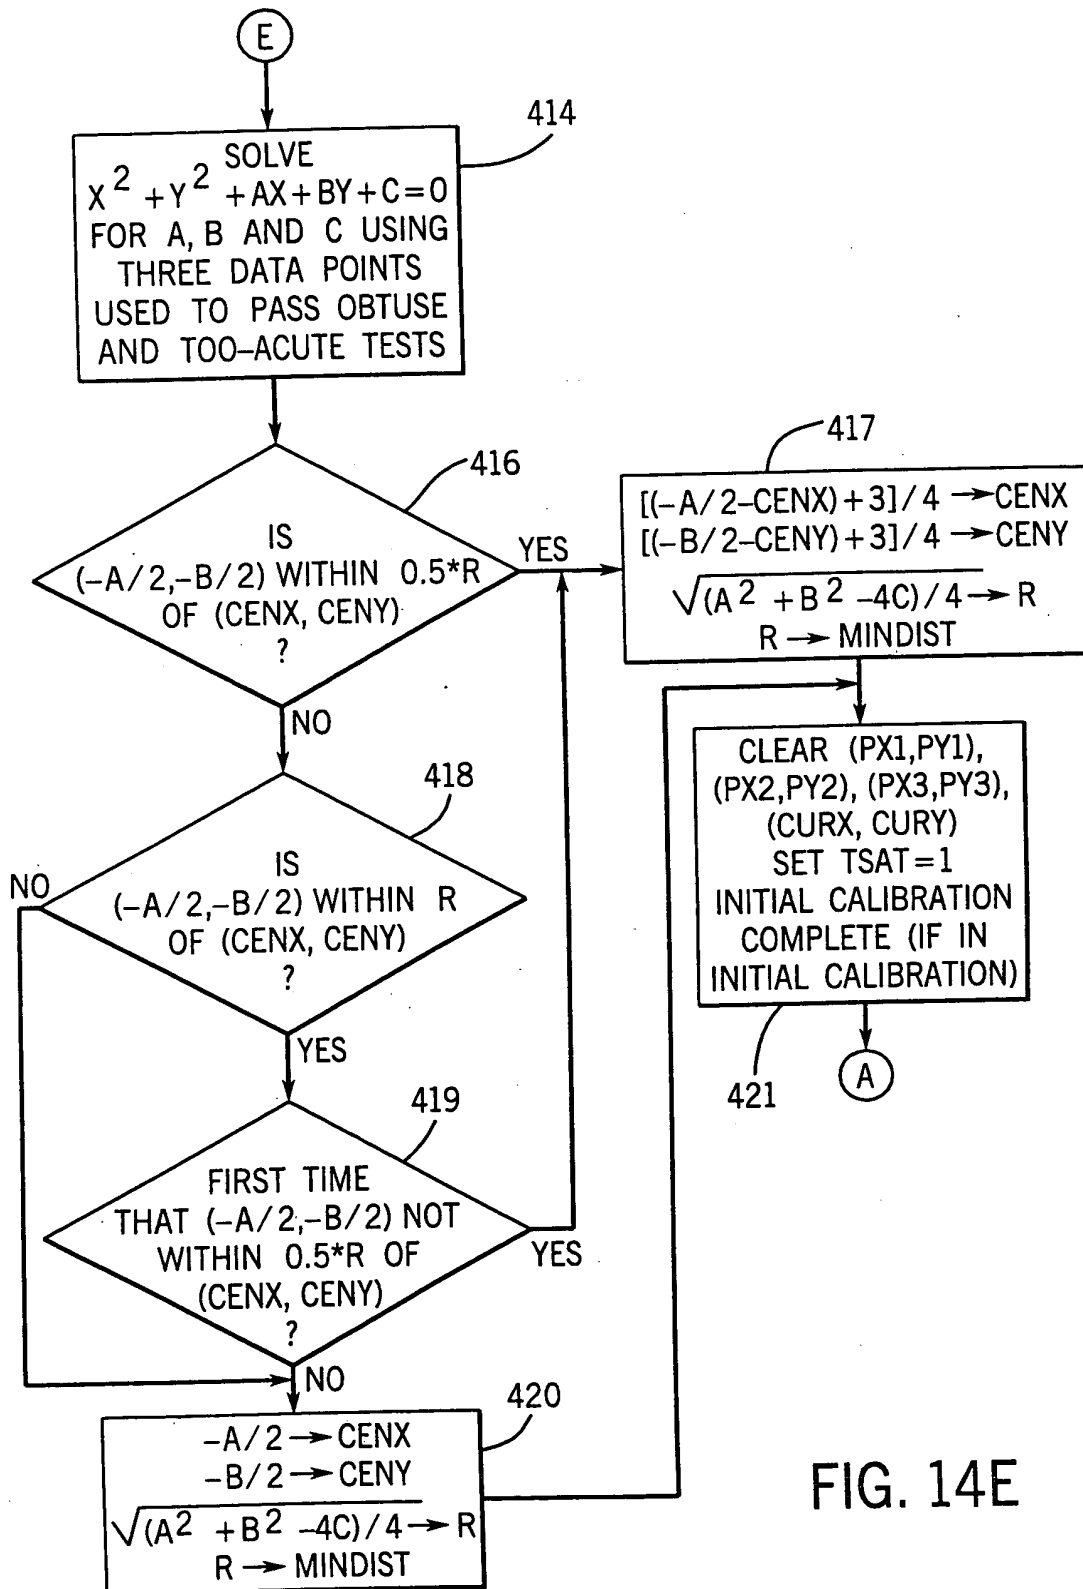 E
414
SOLVE
X² + Y² + AX + BY + C = 0
FOR A, B AND C USING
THREE DATA POINTS
USED TO PASS OBTUSE
AND TOO-ACUTE TESTS
416
IS
(-A/2,-B/2) WITHIN 0.5*R
OF (CENX, CENY)
?
YES
NO
417
[(-A/2-CENX)+3]/4 → CENX
[(-B/2-CENY)+3]/4 → CENY
√(A² + B² -4C)/4 → R
R → MINDIST
418
IS
(-A/2,-B/2) WITHIN R
OF (CENX, CENY)
?
NO
YES
CLEAR (PX1,PY1),
(PX2,PY2), (PX3,PY3),
(CURX, CURY)
SET TSAT=1
INITIAL CALIBRATION
COMPLETE (IF IN
INITIAL CALIBRATION)
421
A
419
FIRST TIME
THAT (-A/2,-B/2) NOT
WITHIN 0.5*R OF
(CENX, CENY)
?
YES
NO
420
-A/2 → CENX
-B/2 → CENY
√(A² + B² -4C)/4 → R
R → MINDIST
FIG. 14E